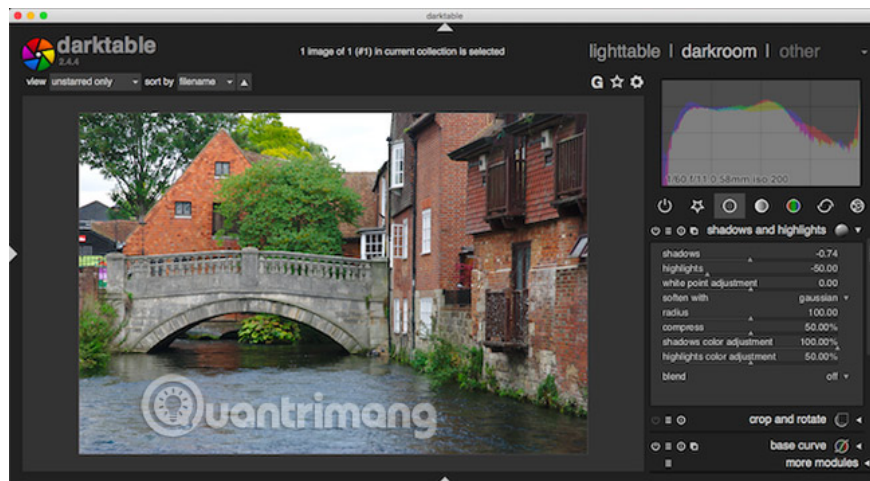 darktable
darktable
2.4.4
1 image of 1 (#1) in current collection is selected
lighttable | darkroom | other
view unstarred only sort by filename
G
1/60 f/11.0 58mm iso 200
shadows and highlights
shadows -0.74
highlights -50.00
white point adjustment 0.00
soften with gaussian
radius 100.00
compress 50.00%
shadows color adjustment 100.00%
highlights color adjustment 50.00%
blend off
Quantrimang
crop and rotate
base curve
more modules